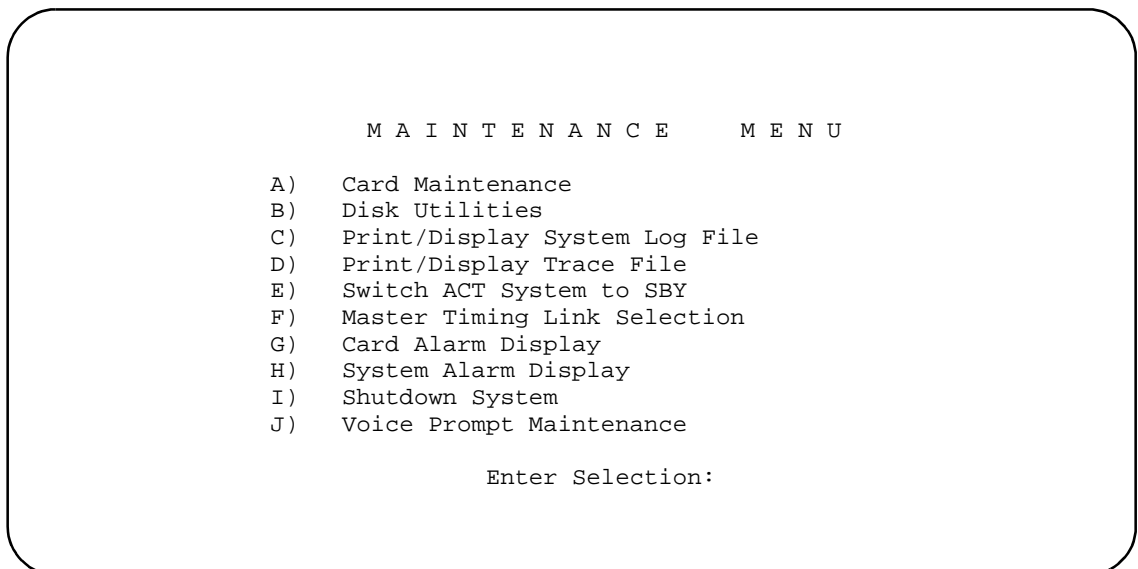 M A I N T E N A N C E   M E N U
A)   Card Maintenance
B)   Disk Utilities
C)   Print/Display System Log File
D)   Print/Display Trace File
E)   Switch ACT System to SBY
F)   Master Timing Link Selection
G)   Card Alarm Display
H)   System Alarm Display
I)   Shutdown System
J)   Voice Prompt Maintenance
Enter Selection: